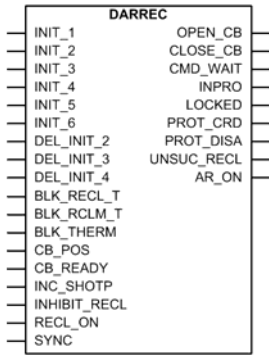 DARREC
INIT_1 OPEN_CB
INIT_2 CLOSE_CB
INIT_3 CMD_WAIT
INIT_4 INPRO
INIT_5 LOCKED
INIT_6 PROT_CRD
DEL_INIT_2 PROT_DISA
DEL_INIT_3 UNSUC_RECL
DEL_INIT_4 AR_ON
BLK_RECL_T
BLK_RCLM_T
BLK_THERM
CB_POS
CB_READY
INC_SHOTP
INHIBIT_RECL
RECL_ON
SYNC